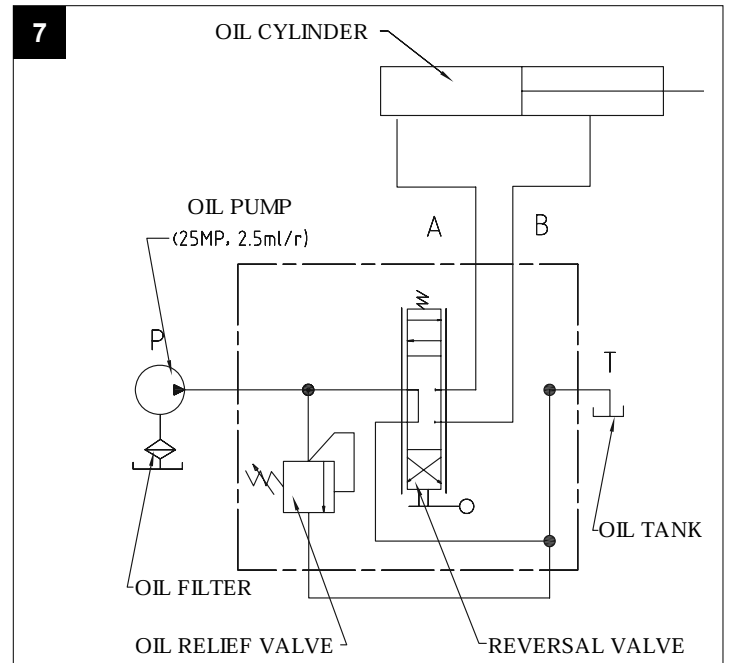 7
OIL CYLINDER
OIL PUMP
(25MP, 2.5ml/r)
A
B
P
T
OIL TANK
OIL FILTER
OIL RELIEF VALVE
REVERSAL VALVE